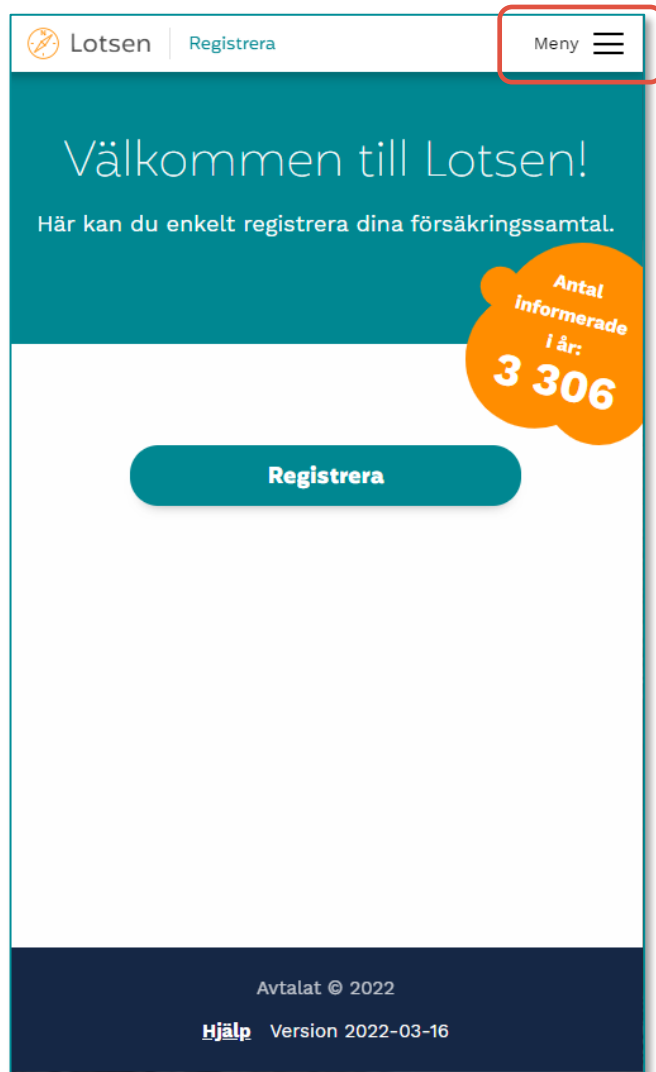 Lotsen Registrera Meny
Välkommen till Lotsen!
Här kan du enkelt registrera dina försäkringssamtal.
Antal
informerade
i år:
3 306
Registrera
Avtalat © 2022
Hjälp Version 2022-03-16